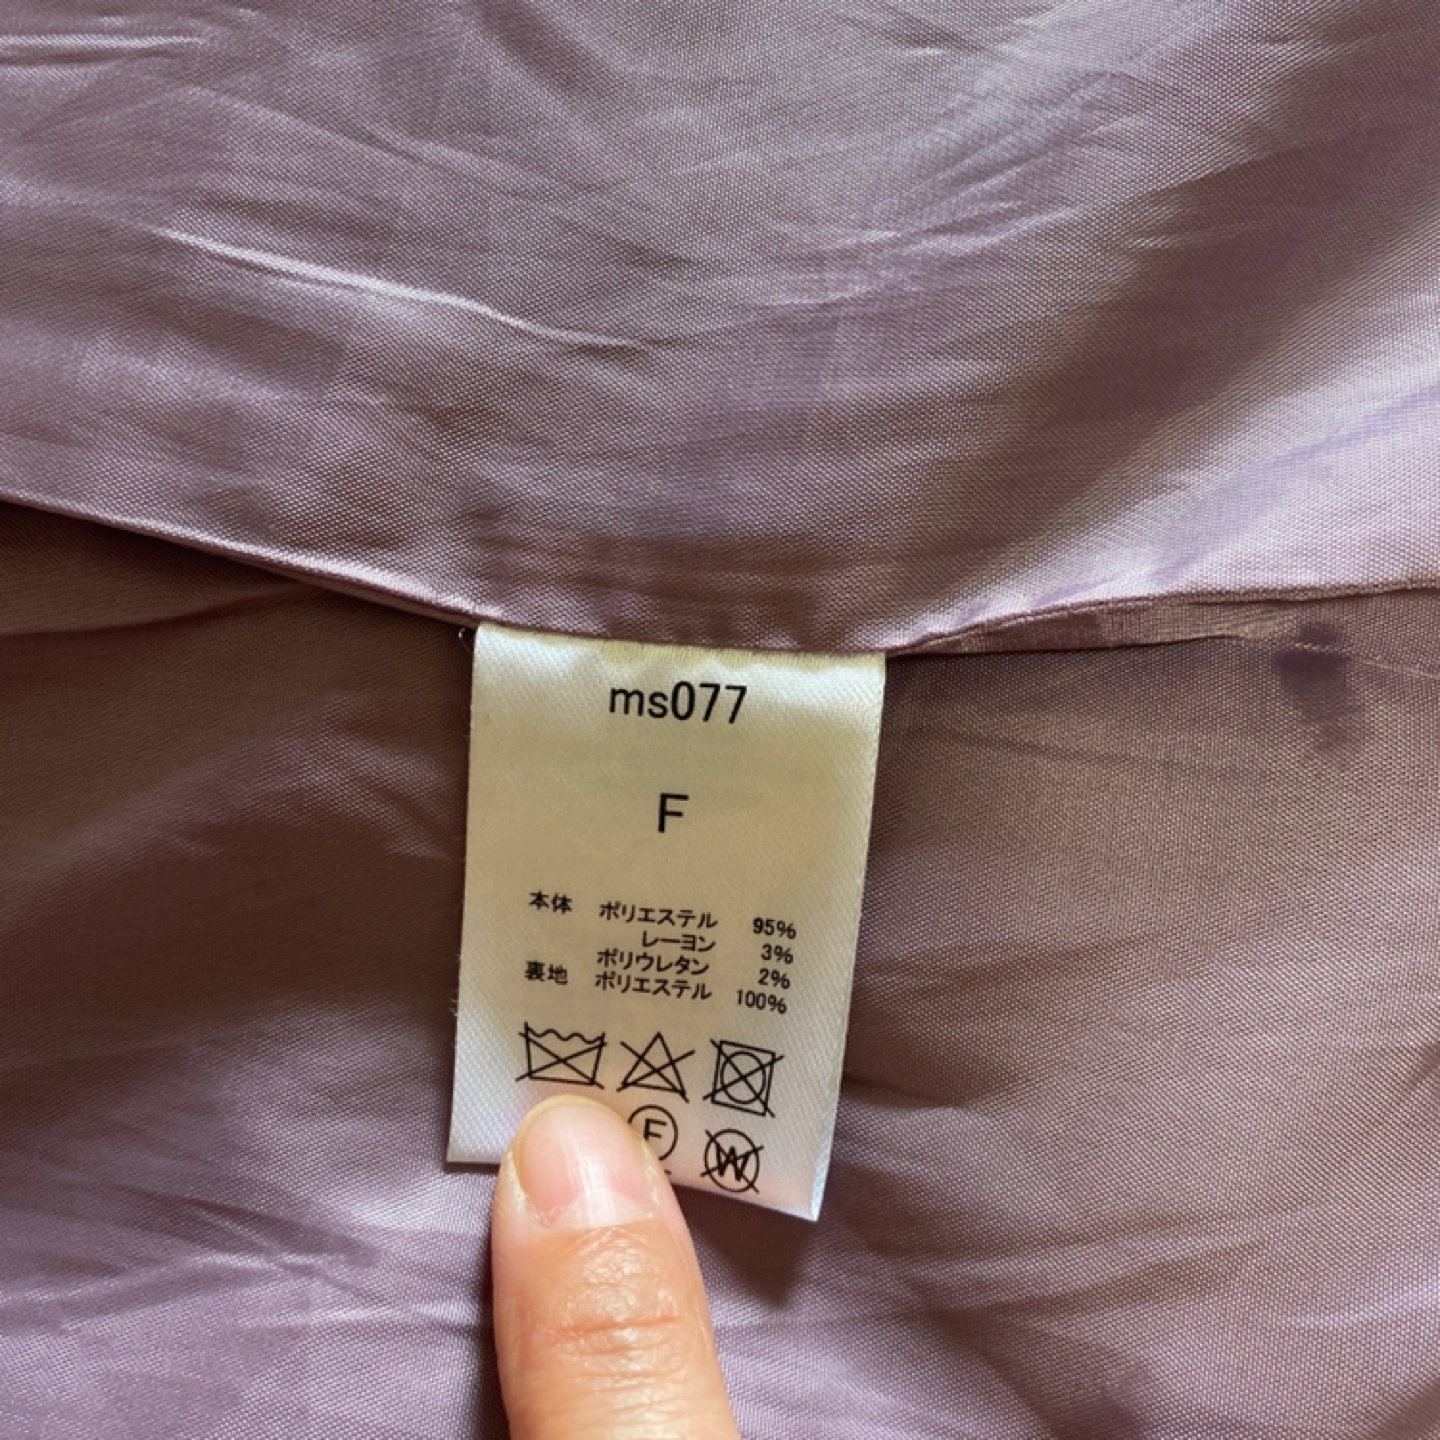 ms077
F
本体 ポリエステル 95%
レーヨン 3%
ポリウレタン 2%
裏地 ポリエステル 100%
F W